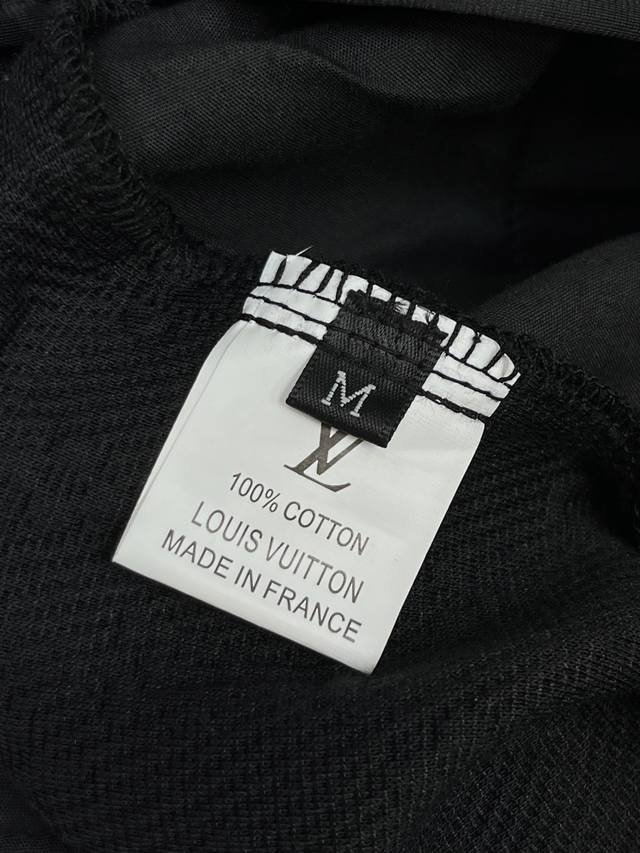 M
LV
100% COTTON
LOUIS VUITTON
MADE IN FRANCE